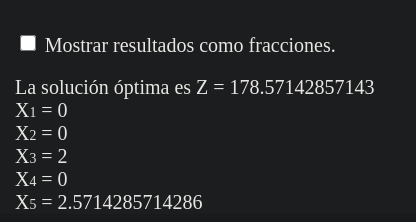 Mostrar resultados como fracciones.
La solución óptima es Z = 178.57142857143
X1 = 0
X2 = 0
X3 = 2
X4 = 0
X5 = 2.5714285714286